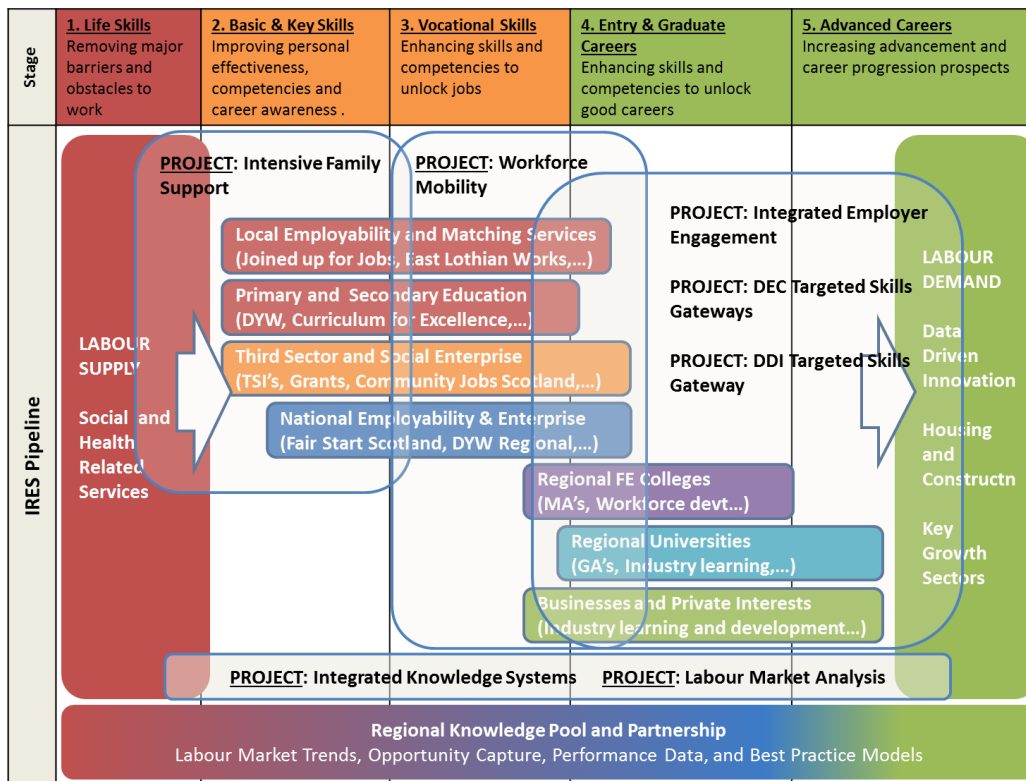 Stage
1. Life Skills
Removing major
barriers and
obstacles to
work
2. Basic & Key Skills
Improving personal
effectiveness,
competencies and
career awareness .
3. Vocational Skills
Enhancing skills and
competencies to
unlock jobs
4. Entry & Graduate
Careers
Enhancing skills and
competencies to unlock
good careers
5. Advanced Careers
Increasing advancement and
career progression prospects
IRES Pipeline
LABOUR
SUPPLY
Social and
Health
Related
Services
PROJECT: Intensive Family
Support
PROJECT: Workforce
Mobility
PROJECT: Integrated Employer
Engagement
PROJECT: DEC Targeted Skills
Gateways
PROJECT: DDI Targeted Skills
Gateway
Local Employability and Matching Services
(Joined up for Jobs, East Lothian Works,...)
Primary and Secondary Education
(DYW, Curriculum for Excellence,...)
Third Sector and Social Enterprise
(TSI's, Grants, Community Jobs Scotland,...)
National Employability & Enterprise
(Fair Start Scotland, DYW Regional,...)
Regional FE Colleges
(MA's, Workforce devt...)
Regional Universities
(GA's, Industry learning,...)
Businesses and Private Interests
(Industry learning and development...)
LABOUR
DEMAND
Data
Driven
Innovation
Housing
and
Constructn
Key
Growth
Sectors
PROJECT: Integrated Knowledge Systems PROJECT: Labour Market Analysis
Regional Knowledge Pool and Partnership
Labour Market Trends, Opportunity Capture, Performance Data, and Best Practice Models